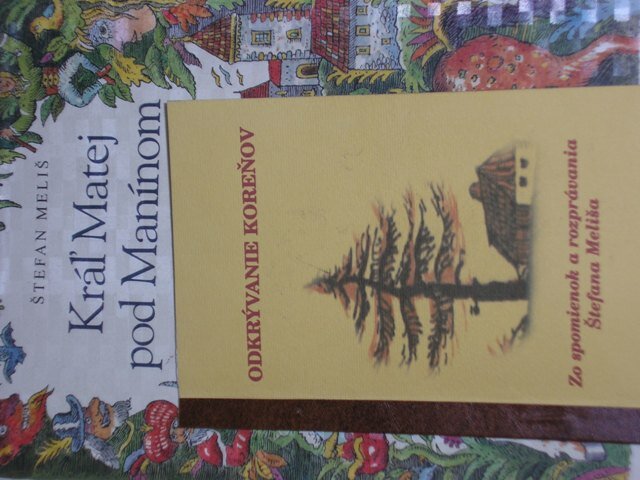 ŠTEFAN MELIŠ
Kráľ Matej
pod Manínom
ODKRÝVANIE KOREŇOV
Zo spomienok a rozprávania
Štefana Meliša